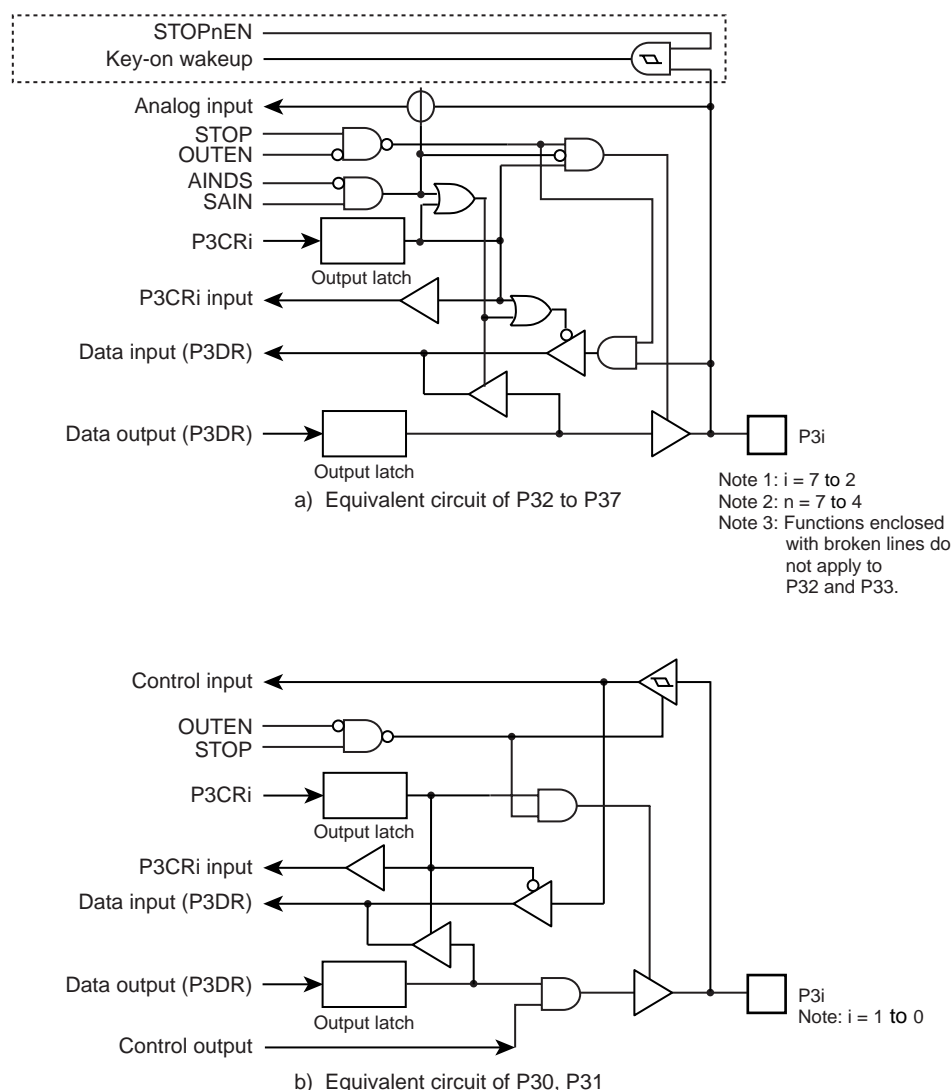 STOPnEN
Key-on wakeup
Analog input
STOP
OUTEN
AINDS
SAIN
P3CRi
Output latch
P3CRi input
Data input (P3DR)
Data output (P3DR)
Output latch
P3i
a) Equivalent circuit of P32 to P37
Note 1: i = 7 to 2
Note 2: n = 7 to 4
Note 3: Functions enclosed
with broken lines do
not apply to
P32 and P33.
Control input
OUTEN
STOP
P3CRi
Output latch
P3CRi input
Data input (P3DR)
Data output (P3DR)
Output latch
P3i
Note: i = 1 to 0
Control output
b) Equivalent circuit of P30, P31